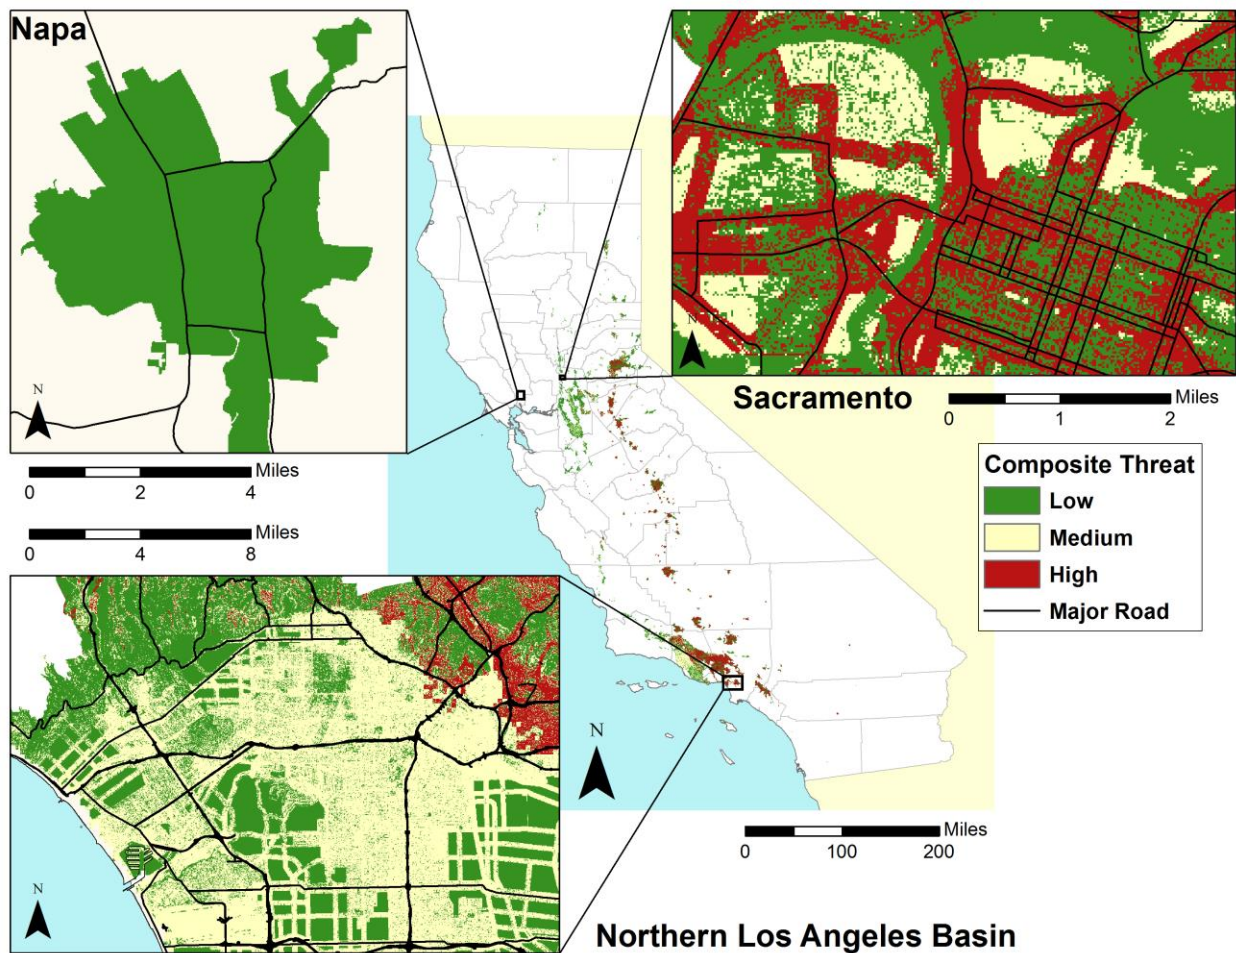 Napa
N
Miles
0 2 4
Miles
0 4 8
N
Sacramento
Miles
0 1 2
Composite Threat
Low
Medium
High
Major Road
N
N
Miles
0 100 200
Northern Los Angeles Basin